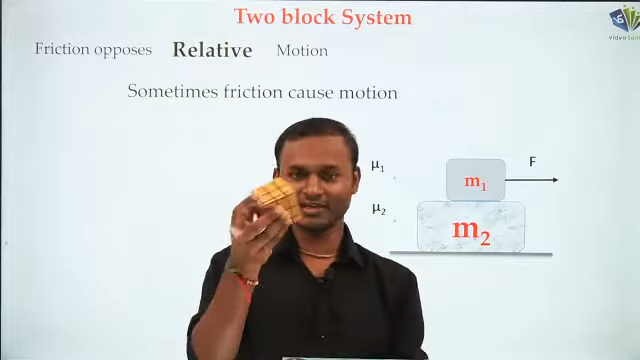 Two block System
Friction opposes Relative Motion
Sometimes friction cause motion
μ1
F
m1
μ2
m2